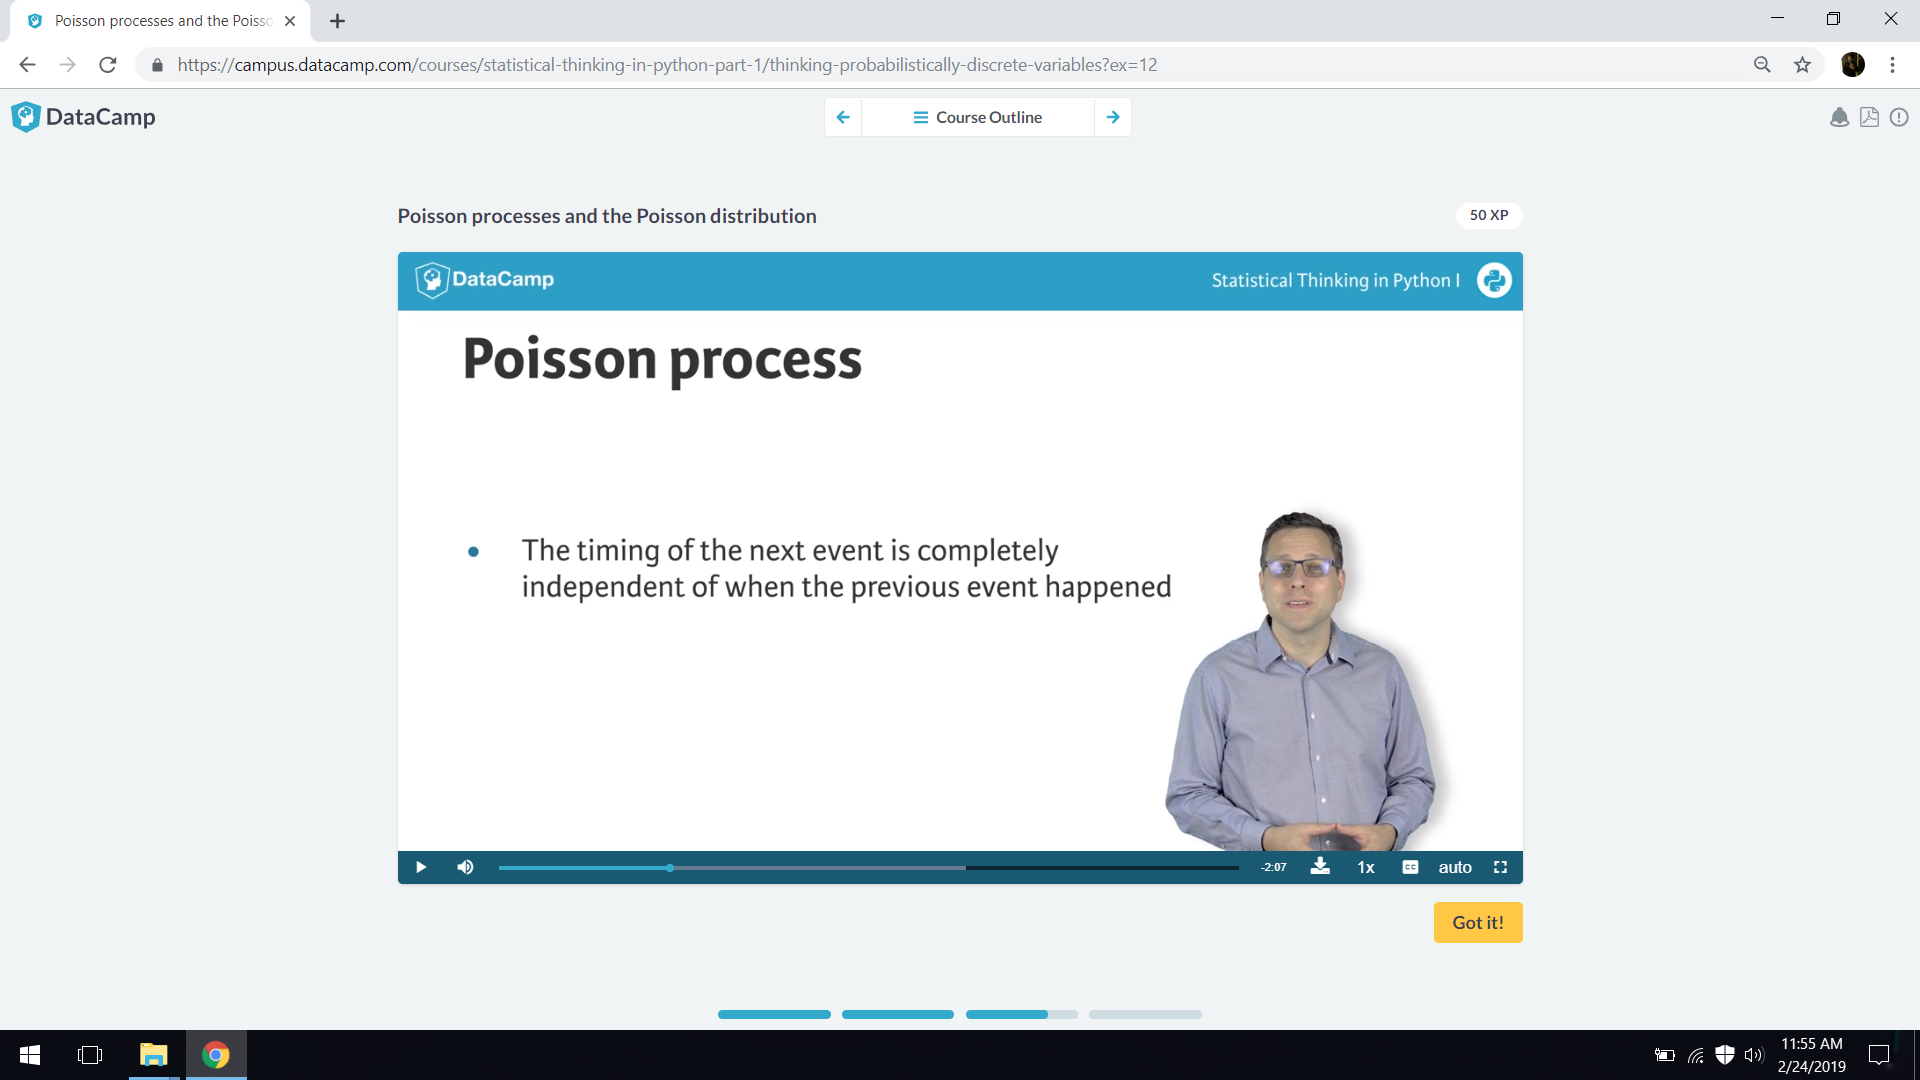 Poisson processes and the Poisso
https://campus.datacamp.com/courses/statistical-thinking-in-python-part-1/thinking-probabilistically-discrete-variables?ex=12
DataCamp
Course Outline
Poisson processes and the Poisson distribution
50 XP
DataCamp
Statistical Thinking in Python I
Poisson process
• The timing of the next event is completely
independent of when the previous event happened
-2:07
1x
CC
auto
Got it!
11:55 AM
2/24/2019